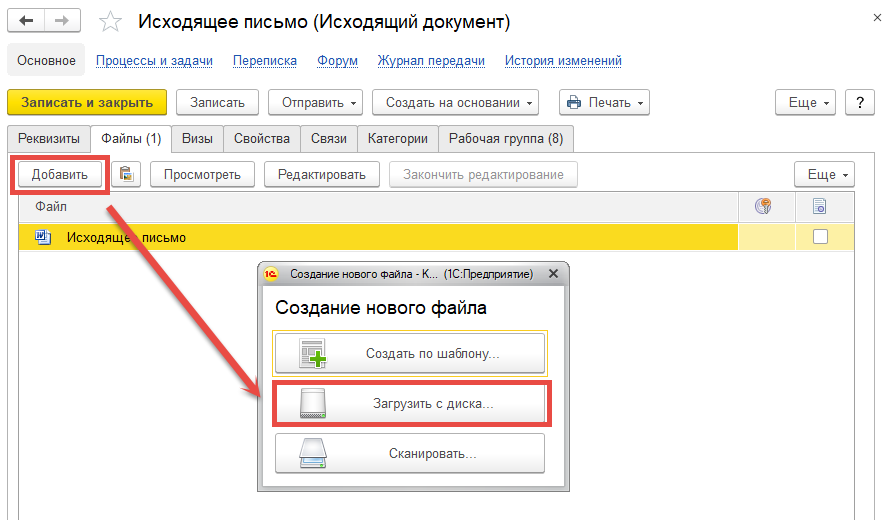 Исходящее письмо (Исходящий документ)
Основное Процессы и задачи Переписка Форум Журнал передачи История изменений
Записать и закрыть Записать Отправить Создать на основании Печать Еще ?
Реквизиты Файлы (1) Визы Свойства Связи Категории Рабочая группа (8)
Добавить Просмотреть Редактировать Закончить редактирование Еще
Файл
Исходящее письмо
1С Создание нового файла - К... (1С:Предприятие)
Создание нового файла
Создать по шаблону...
Загрузить с диска...
Сканировать...